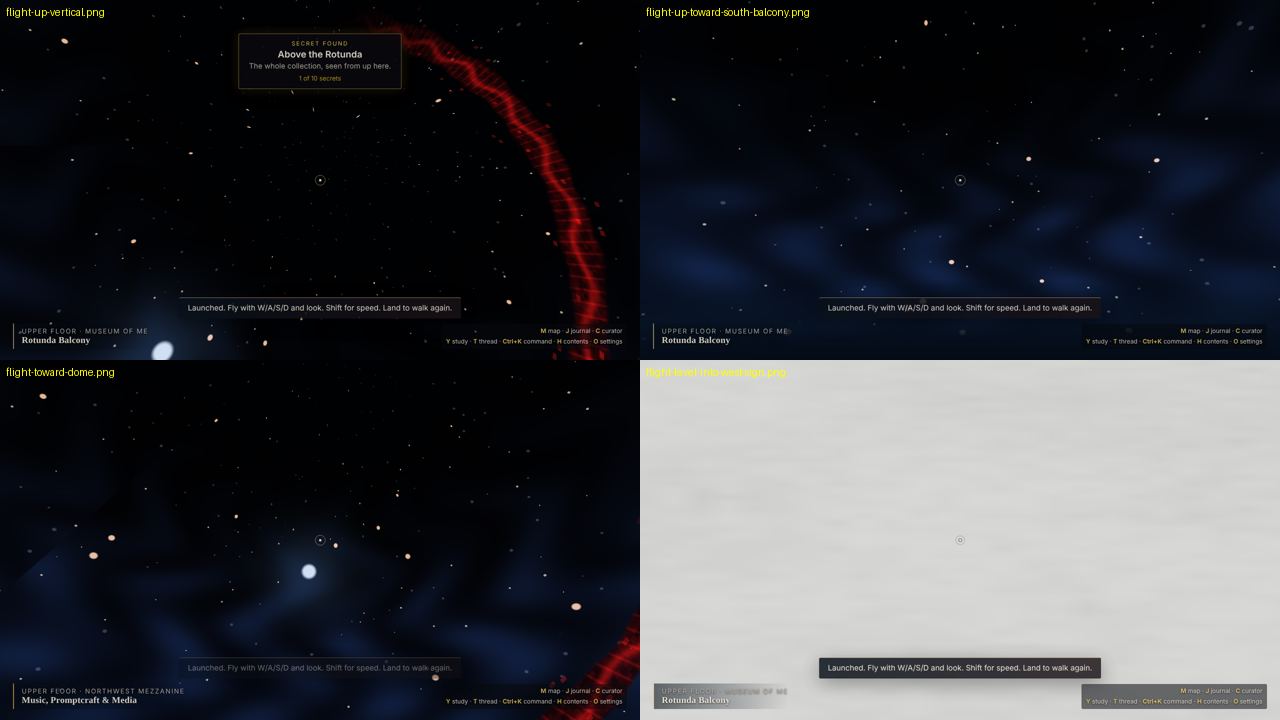 flight-up-vertical.png
SECRET FOUND
Above the Rotunda
The whole collection, seen from up here.
1 of 10 secrets
Launched. Fly with W/A/S/D and look. Shift for speed. Land to walk again.
UPPER FLOOR · MUSEUM OF ME
Rotunda Balcony
M map · J journal · C curator
Y study · T thread · Ctrl+K command · H contents · O settings
flight-up-toward-south-balcony.png
Launched. Fly with W/A/S/D and look. Shift for speed. Land to walk again.
UPPER FLOOR · MUSEUM OF ME
Rotunda Balcony
M map · J journal · C curator
Y study · T thread · Ctrl+K command · H contents · O settings
flight-toward-dome.png
Launched. Fly with W/A/S/D and look. Shift for speed. Land to walk again.
UPPER FLOOR · NORTHWEST MEZZANINE
Music, Promptcraft & Media
M map · J journal · C curator
Y study · T thread · Ctrl+K command · H contents · O settings
flight-level-into-west-sign.png
Launched. Fly with W/A/S/D and look. Shift for speed. Land to walk again.
UPPER FLOOR · MUSEUM OF ME
Rotunda Balcony
M map · J journal · C curator
Y study · T thread · Ctrl+K command · H contents · O settings